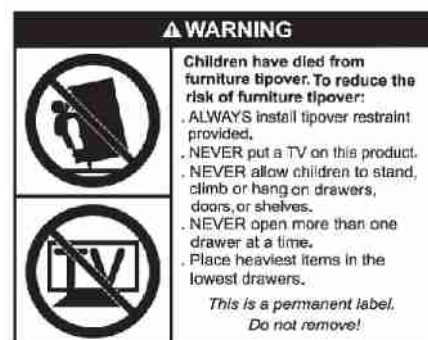 ⚠WARNING
Children have died from
furniture tipover. To reduce the
risk of furniture tipover:
. ALWAYS install tipover restraint
provided.
. NEVER put a TV on this product.
. NEVER allow children to stand,
climb or hang on drawers,
doors, or shelves.
. NEVER open more than one
drawer at a time.
. Place heaviest items in the
lowest drawers.
This is a permanent label.
Do not remove!
TV